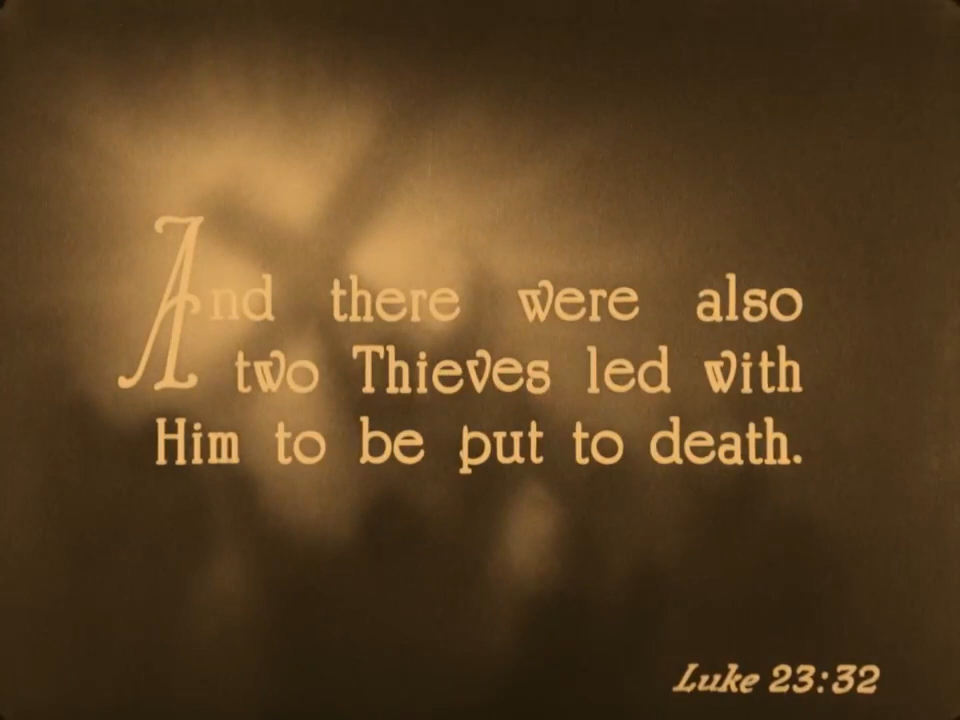 And there were also
two Thieves led with
Him to be put to death.
Luke 23:32